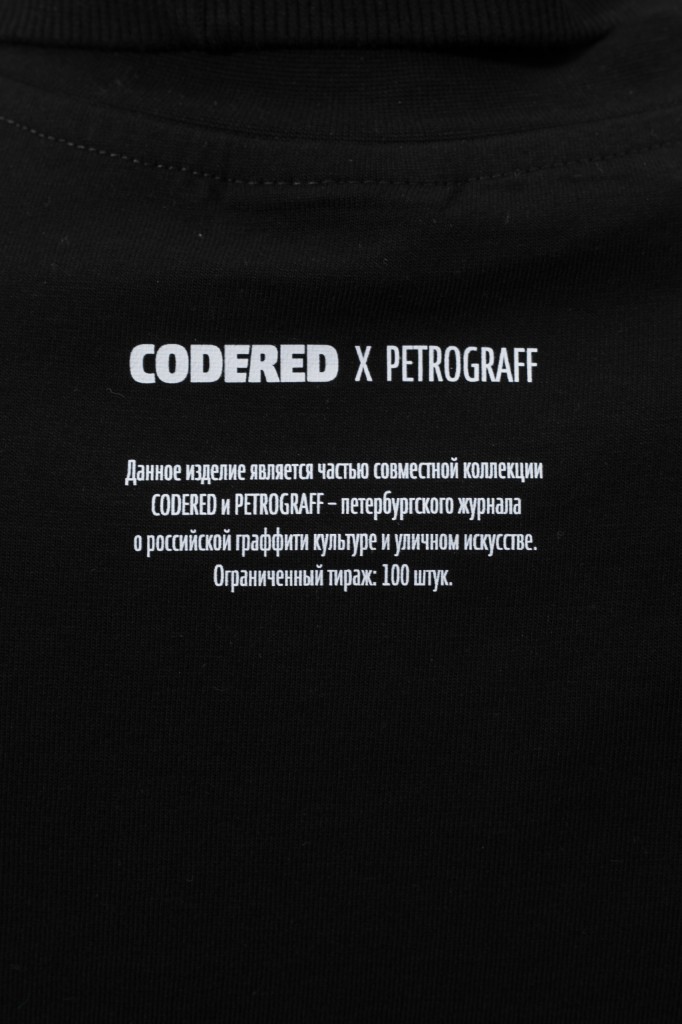 CODERED X PETROGRAFF
Данное изделие является частью совместной коллекции
CODERED и PETROGRAFF – петербургского журнала
о российской граффити культуре и уличном искусстве.
Ограниченный тираж: 100 штук.